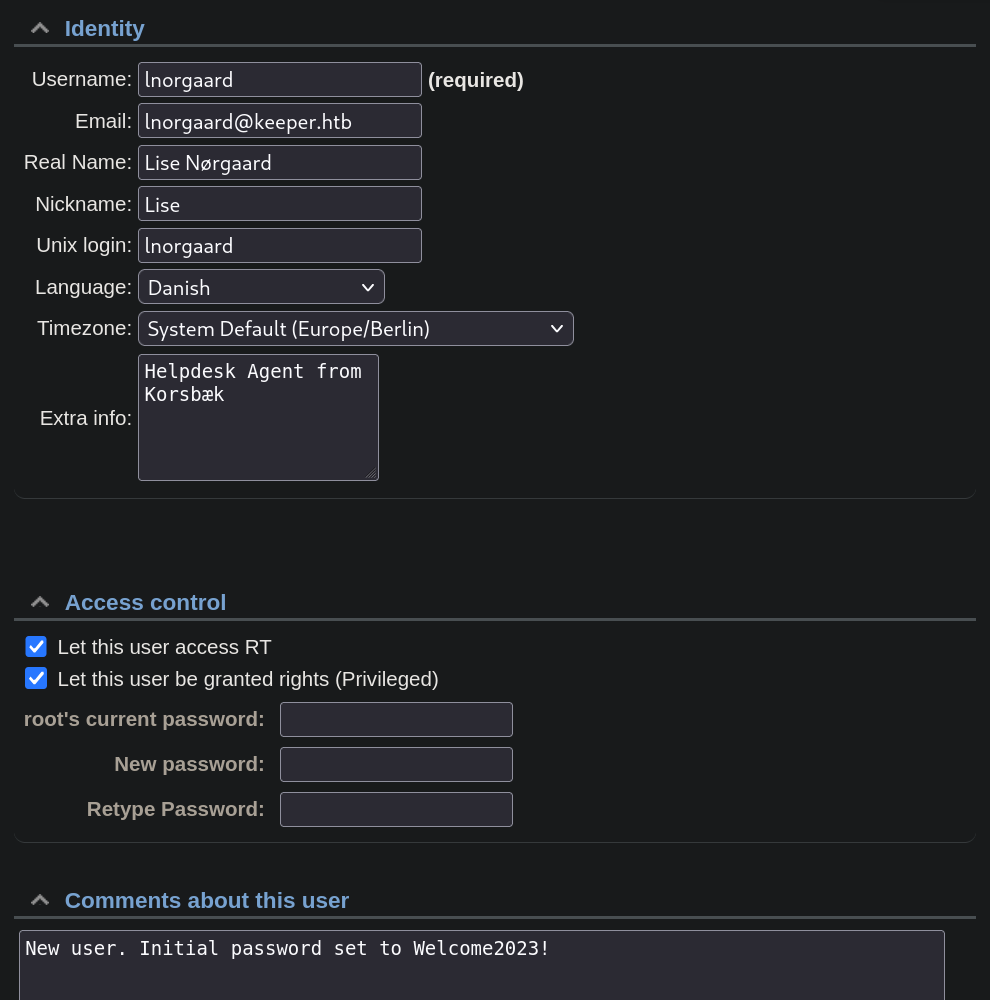 Identity
Username: lnorgaard (required)
Email: lnorgaard@keeper.htb
Real Name: Lise Nørgaard
Nickname: Lise
Unix login: lnorgaard
Language: Danish
Timezone: System Default (Europe/Berlin)
Extra info: Helpdesk Agent from
Korsbæk
Access control
Let this user access RT
Let this user be granted rights (Privileged)
root's current password:
New password:
Retype Password:
Comments about this user
New user. Initial password set to Welcome2023!